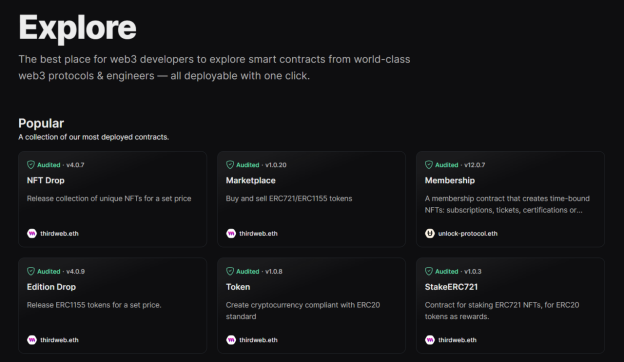 Explore
The best place for web3 developers to explore smart contracts from world-class
web3 protocols & engineers — all deployable with one click.
Popular
A collection of our most deployed contracts.
Audited · v4.0.7
NFT Drop
Release collection of unique NFTs for a set price
thirdweb.eth
Audited · v1.0.20
Marketplace
Buy and sell ERC721/ERC1155 tokens
thirdweb.eth
Audited · v12.0.7
Membership
A membership contract that creates time-bound
NFTs: subscriptions, tickets, certifications or...
unlock-protocol.eth
Audited · v4.0.9
Edition Drop
Release ERC1155 tokens for a set price.
thirdweb.eth
Audited · v1.0.8
Token
Create cryptocurrency compliant with ERC20
standard
thirdweb.eth
Audited · v1.0.3
StakeERC721
Contract for staking ERC721 NFTs, for ERC20
tokens as rewards.
thirdweb.eth